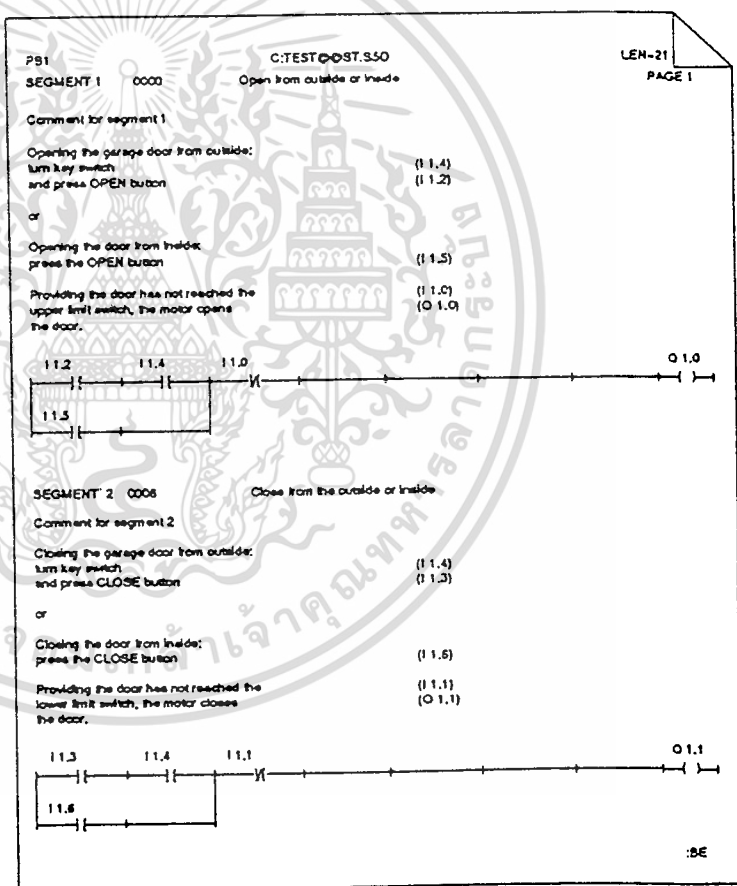 PB1 C:TEST@@ST.S5O LEN=21
SEGMENT 1 0000 Open from outside or inside PAGE 1
Comment for segment 1
Opening the garage door from outside:
turn key switch (I 1.4)
and press OPEN button (I 1.2)
or
Opening the door from inside:
press the OPEN button (I 1.5)
Providing the door has not reached the (I 1.0)
upper limit switch, the motor opens (O 1.0)
the door.
I 1.2 I 1.4 I 1.0 O 1.0
I 1.5
SEGMENT 2 0006 Close from the outside or inside
Comment for segment 2
Closing the garage door from outside:
turn key switch (I 1.4)
and press CLOSE button (I 1.3)
or
Closing the door from inside:
press the CLOSE button (I 1.6)
Providing the door has not reached the (I 1.1)
lower limit switch, the motor closes (O 1.1)
the door.
I 1.3 I 1.4 I 1.1 O 1.1
I 1.6
:BE